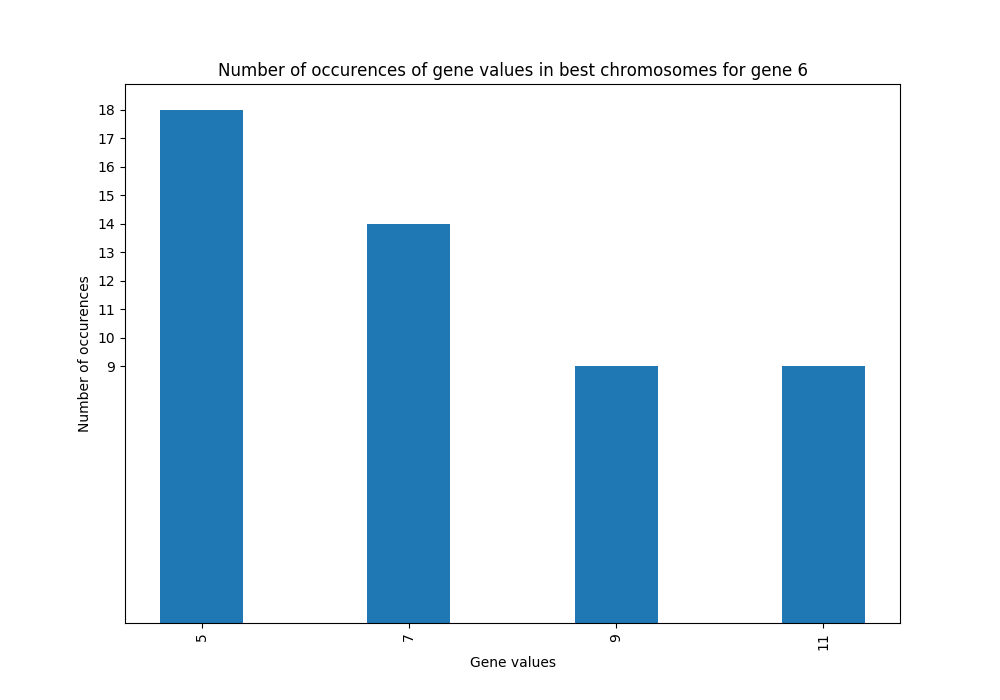 Number of occurences of gene values in best chromosomes for gene 6
18
17
16
15
14
13
12
11
10
9
Number of occurences
5 7 9 11
Gene values